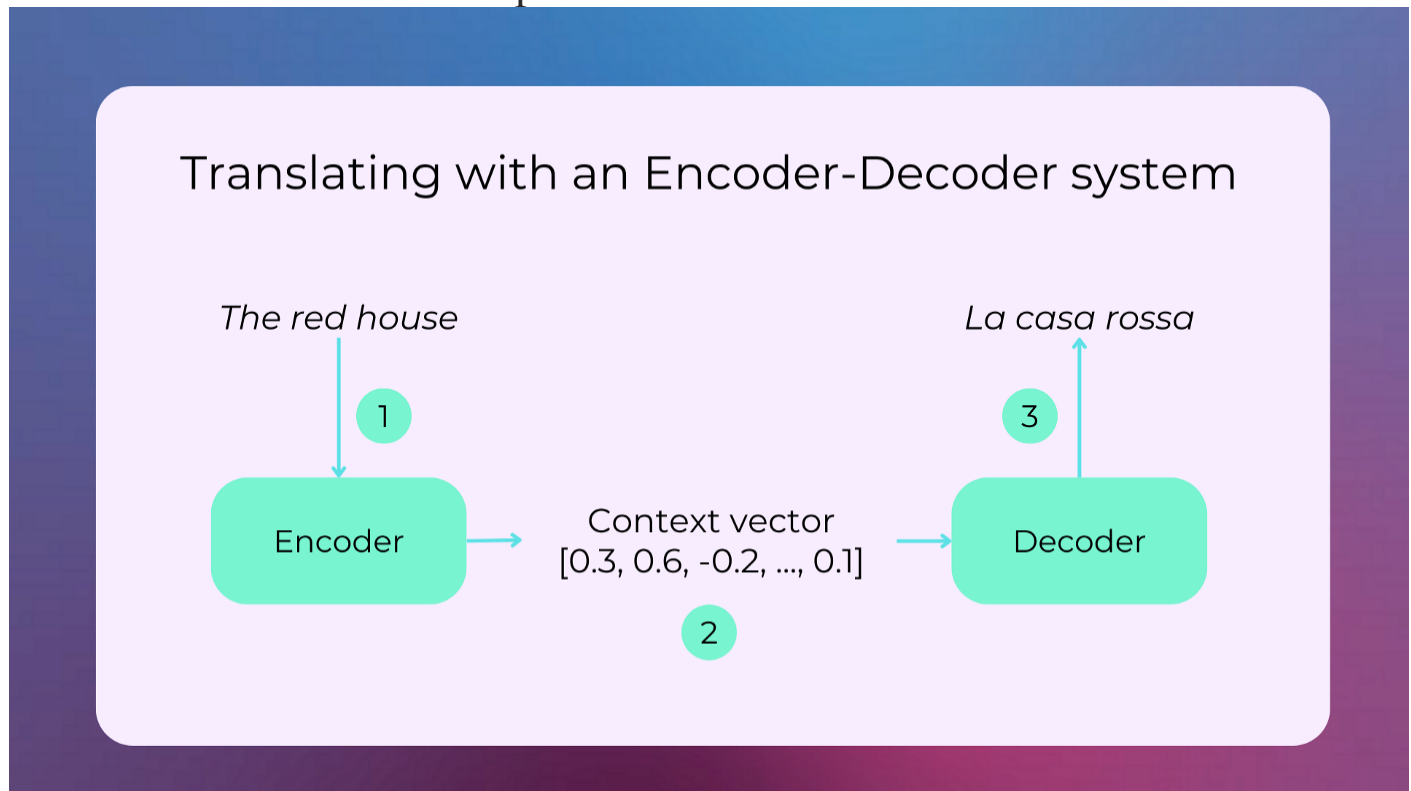 Translating with an Encoder-Decoder system
The red house
La casa rossa
1
3
Encoder
Context vector
[0.3, 0.6, -0.2, ..., 0.1]
Decoder
2